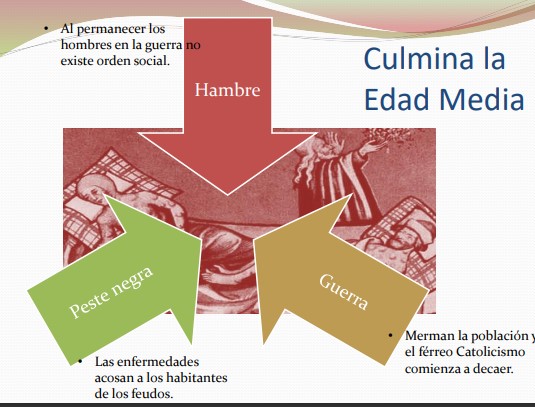 Culmina la
Edad Media
• Al permanecer los
hombres en la guerra no
existe orden social.
Hambre
Peste negra
Guerra
• Las enfermedades
acosan a los habitantes
de los feudos.
• Merman la población y
el férreo Catolicismo
comienza a decaer.